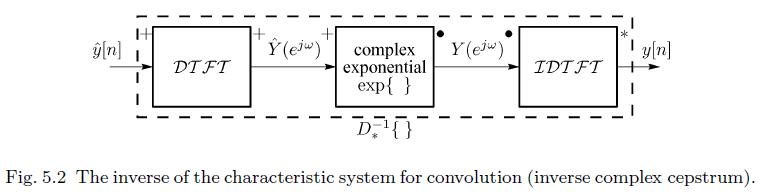 + + + • • *
ŷ[n] Ŷ(e^{jω}) Y(e^{jω}) y[n]
DTFT
complex
exponential
exp{ }
IDTFT
D_*^{-1}{ }
Fig. 5.2 The inverse of the characteristic system for convolution (inverse complex cepstrum).